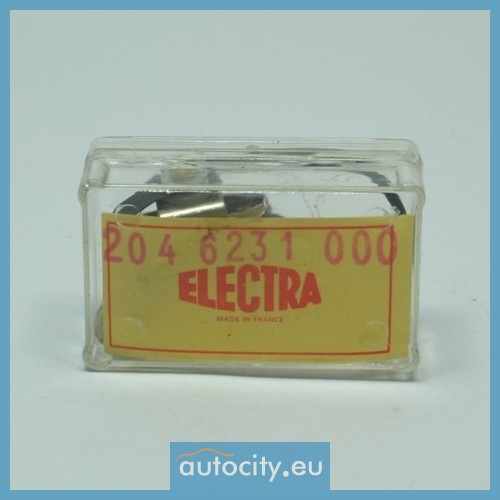 204 6231 000
ELECTRA
MADE IN FRANCE
autocity.eu